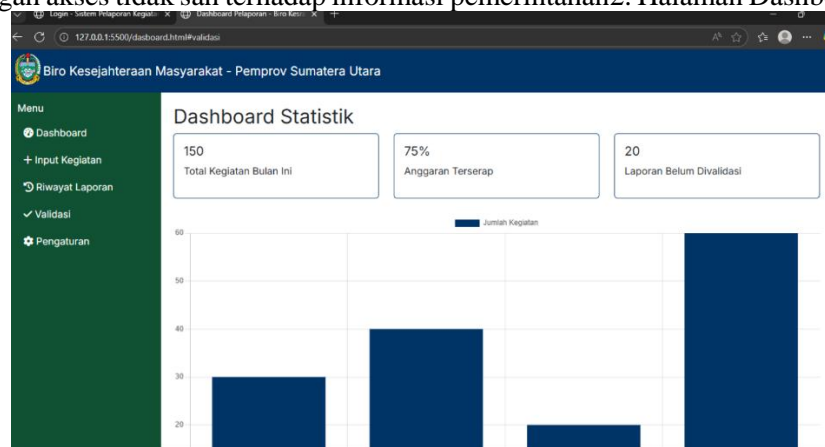 gan akses tidak sah terhadap informasi pemerintahan2. Halaman Dashb
Login - Sistem Pelaporan Kegiata
Dashboard Pelaporan - Biro Kesra
127.0.0.1:5500/dasboard.html#validasi
Biro Kesejahteraan Masyarakat - Pemprov Sumatera Utara
Menu
Dashboard
+ Input Kegiatan
Riwayat Laporan
Validasi
Pengaturan
Dashboard Statistik
150
Total Kegiatan Bulan Ini
75%
Anggaran Terserap
20
Laporan Belum Divalidasi
Jumlah Kegiatan
60
50
40
30
20